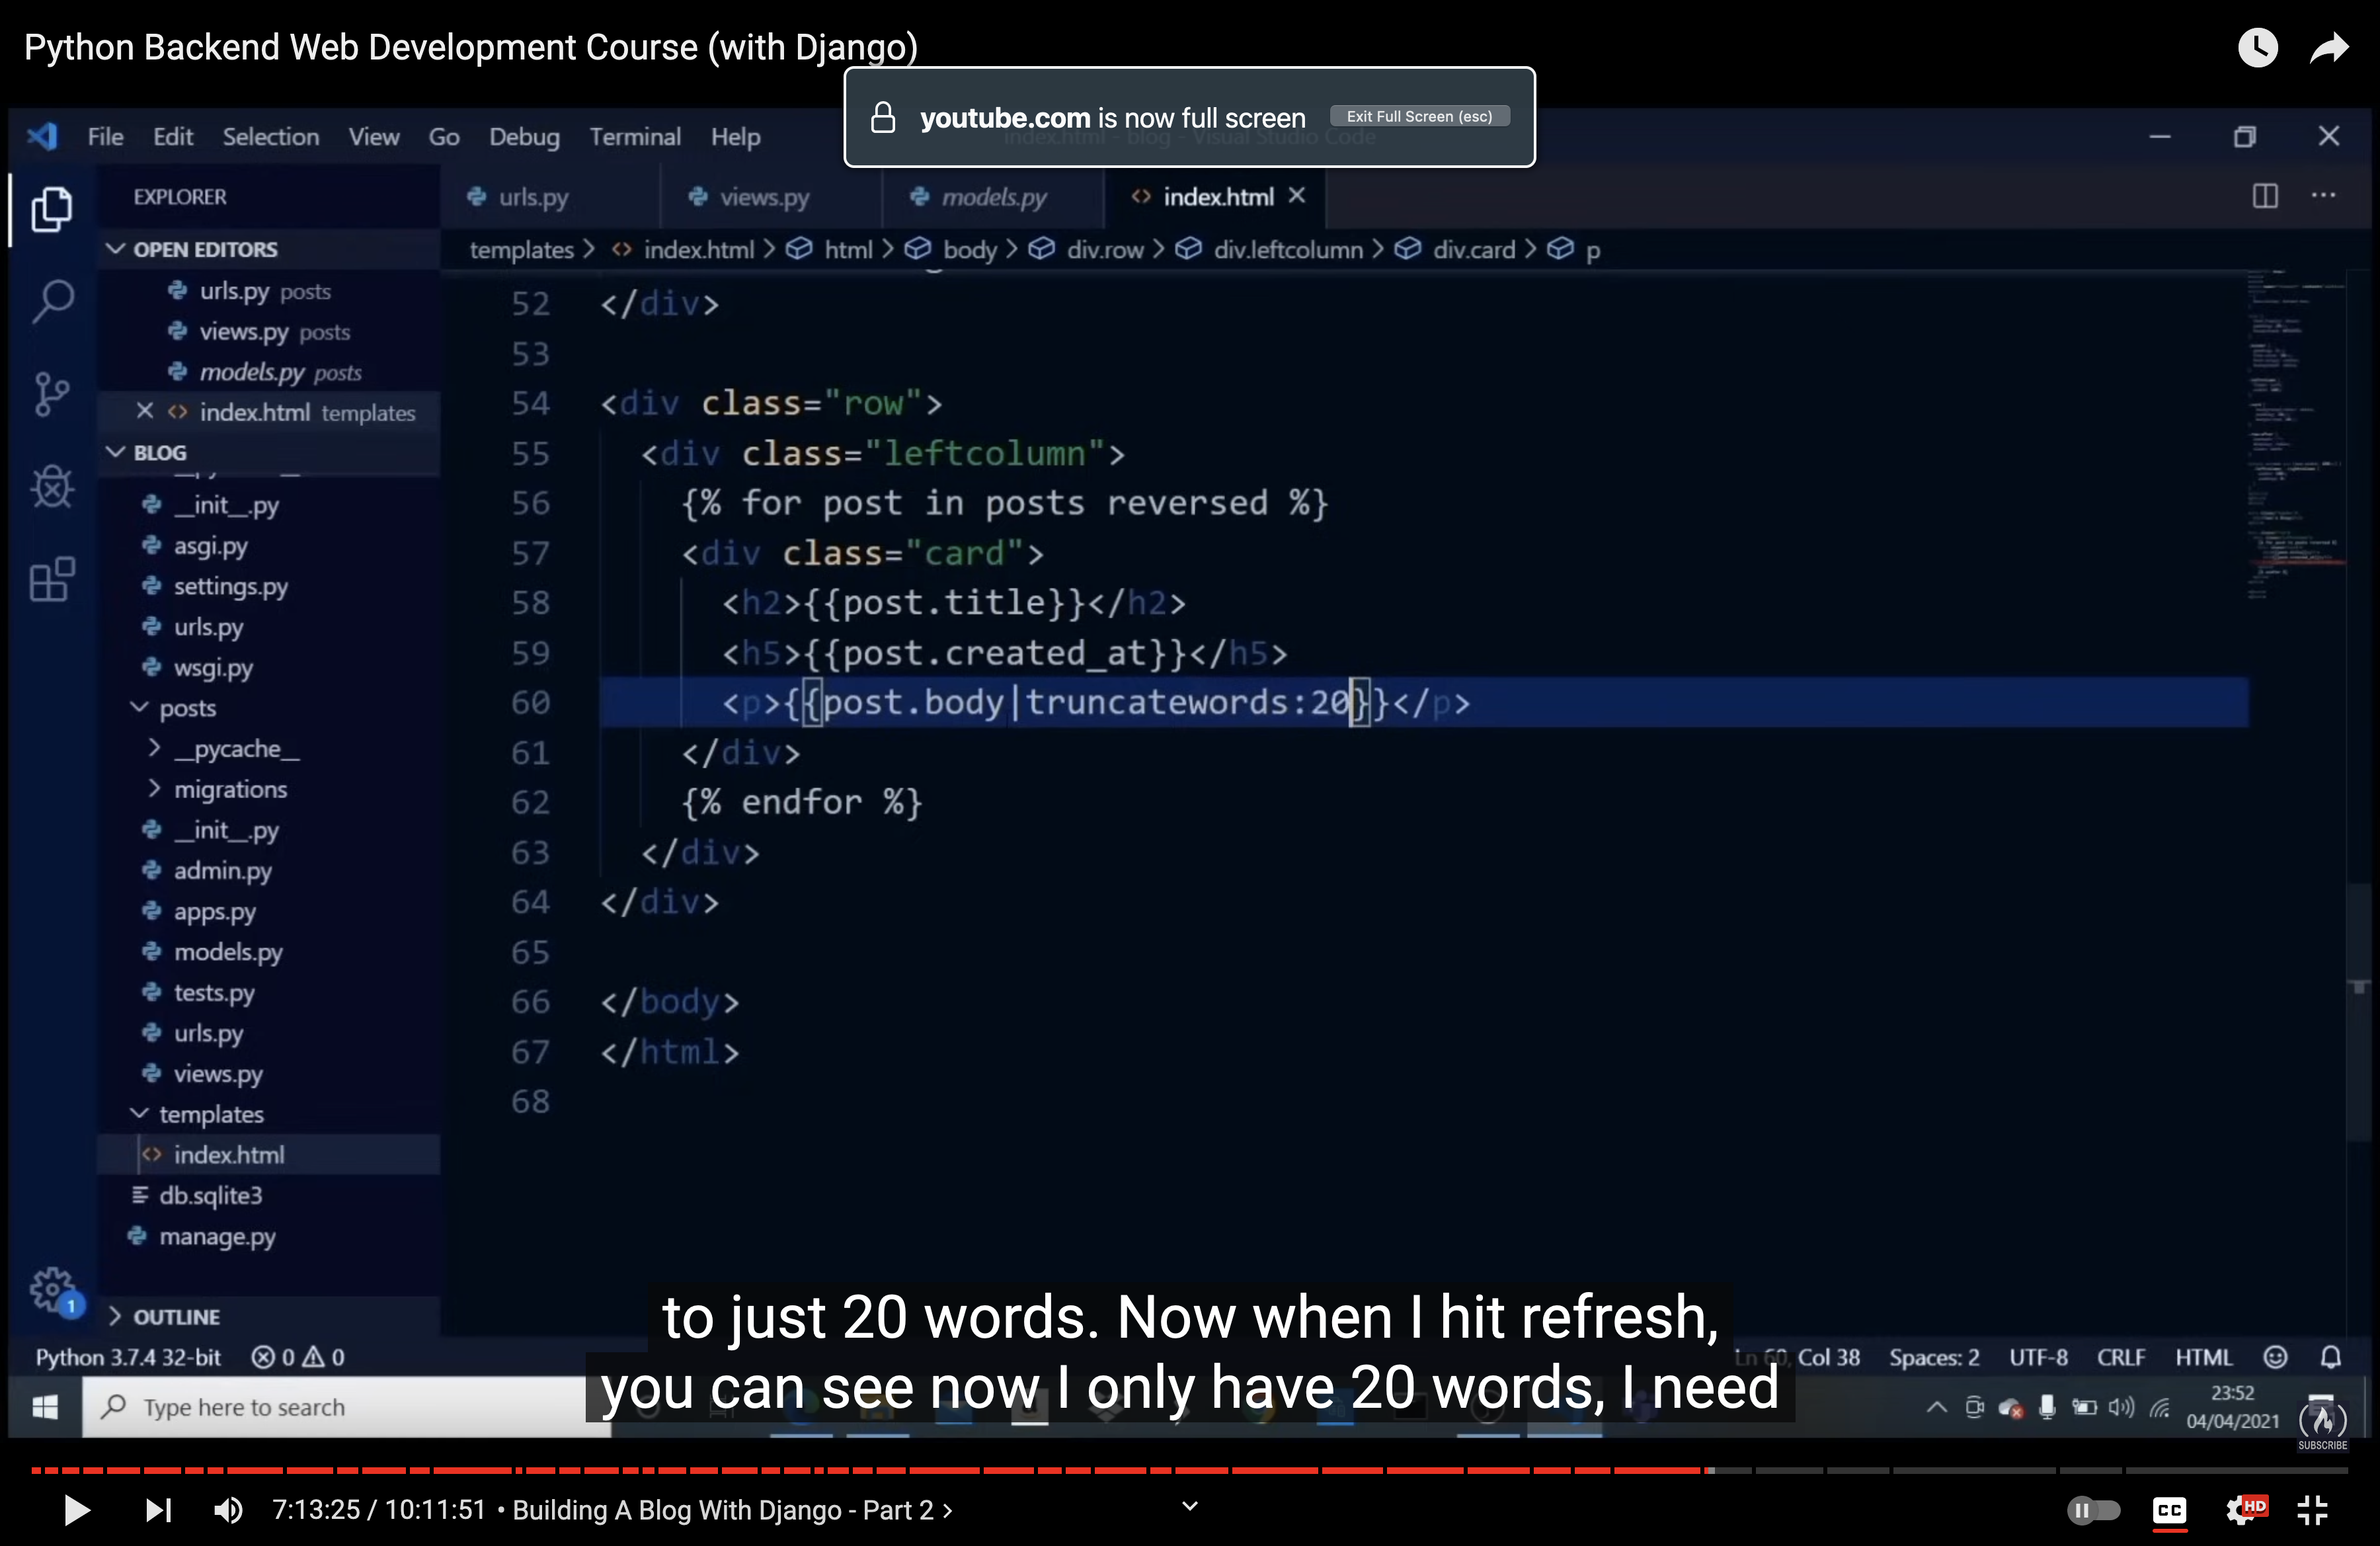 Python Backend Web Development Course (with Django)
youtube.com is now full screen Exit Full Screen (esc)
File Edit Selection View Go Debug Terminal Help
index.html - blog - Visual Studio Code
EXPLORER
OPEN EDITORS
urls.py posts
views.py posts
models.py posts
index.html templates
BLOG
__init__.py
asgi.py
settings.py
urls.py
wsgi.py
posts
__pycache__
migrations
__init__.py
admin.py
apps.py
models.py
tests.py
urls.py
views.py
templates
index.html
db.sqlite3
manage.py
OUTLINE
urls.py views.py models.py index.html
templates > index.html > html > body > div.row > div.leftcolumn > div.card > p
52 </div>
53
54 <div class="row">
55 <div class="leftcolumn">
56 {% for post in posts reversed %}
57 <div class="card">
58 <h2>{{post.title}}</h2>
59 <h5>{{post.created_at}}</h5>
60 <p>{{post.body|truncatewords:20}}</p>
61 </div>
62 {% endfor %}
63 </div>
64 </div>
65
66 </body>
67 </html>
68
to just 20 words. Now when I hit refresh,
you can see now I only have 20 words, I need
1
Python 3.7.4 32-bit 0 0 Ln 60, Col 38 Spaces: 2 UTF-8 CRLF HTML
Type here to search
23:52
04/04/2021
SUBSCRIBE
7:13:25 / 10:11:51 • Building A Blog With Django - Part 2 >
CC HD